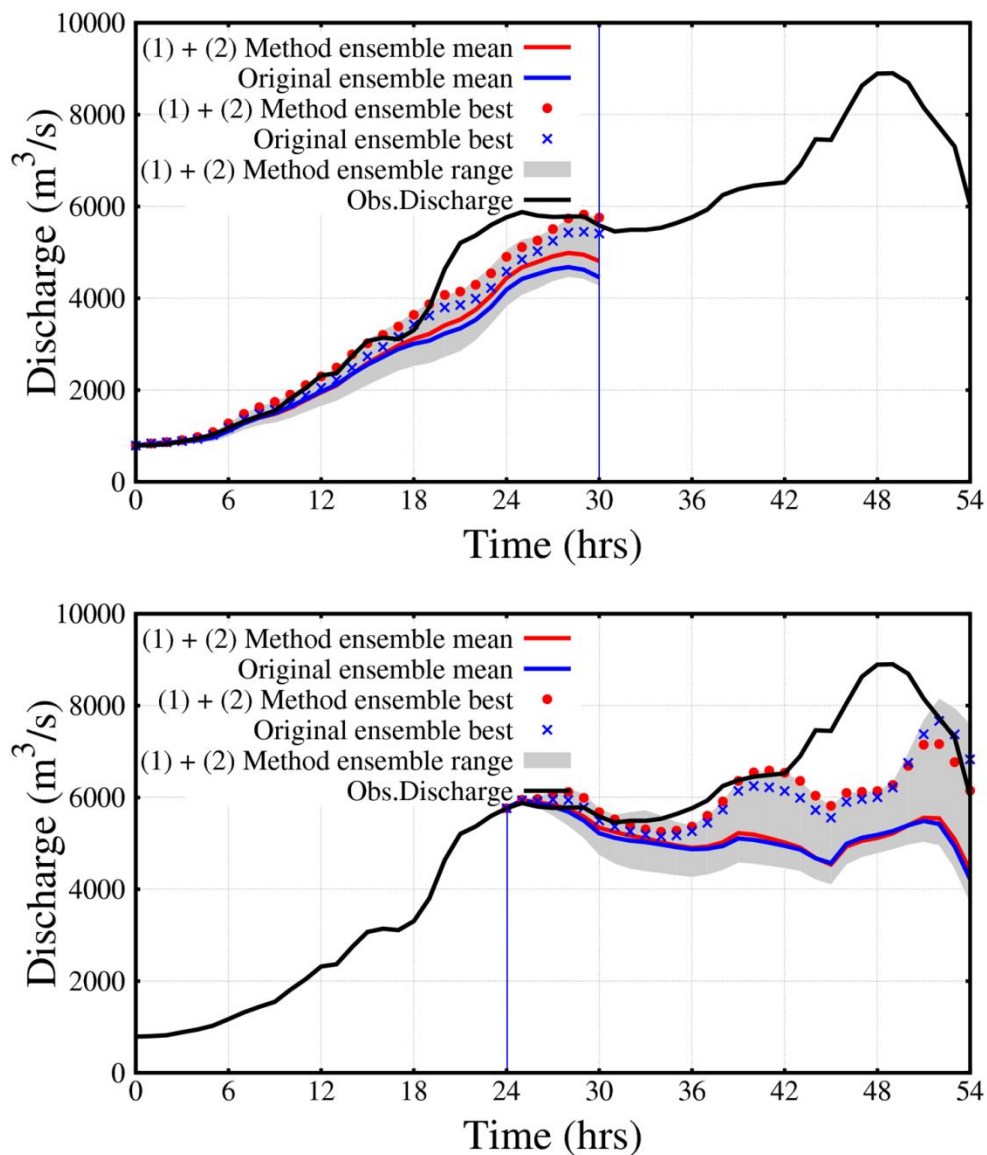 10000
8000
6000
4000
2000
0
Discharge (m³/s)
(1) + (2) Method ensemble mean
Original ensemble mean
(1) + (2) Method ensemble best
Original ensemble best
(1) + (2) Method ensemble range
Obs.Discharge
0 6 12 18 24 30 36 42 48 54
Time (hrs)
10000
8000
6000
4000
2000
0
Discharge (m³/s)
(1) + (2) Method ensemble mean
Original ensemble mean
(1) + (2) Method ensemble best
Original ensemble best
(1) + (2) Method ensemble range
Obs.Discharge
0 6 12 18 24 30 36 42 48 54
Time (hrs)